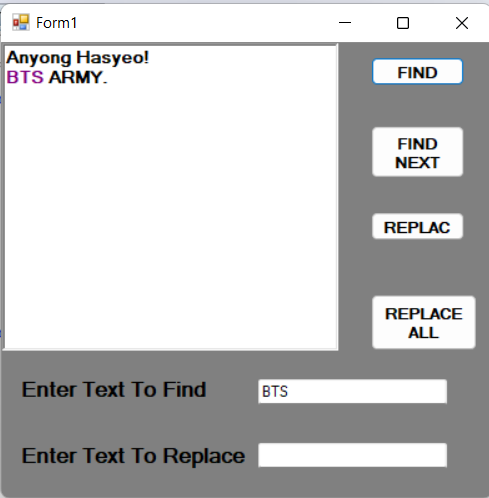 Form1
Anyong Hasyeo!
BTS ARMY.
FIND
FIND
NEXT
REPLAC
REPLACE
ALL
Enter Text To Find
BTS
Enter Text To Replace